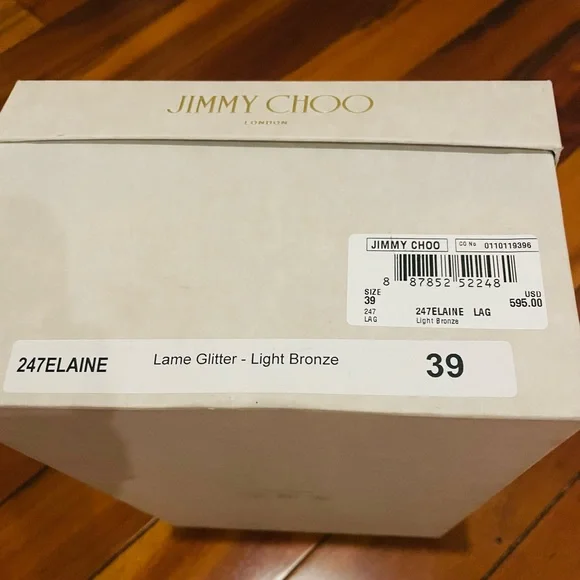 JIMMY CHOO
LONDON
JIMMY CHOO CO No 0110119396
8 87852 52248
SIZE
39
USD
595.00
247 247ELAINE LAG
LAG Light Bronze
247ELAINE Lame Glitter - Light Bronze 39